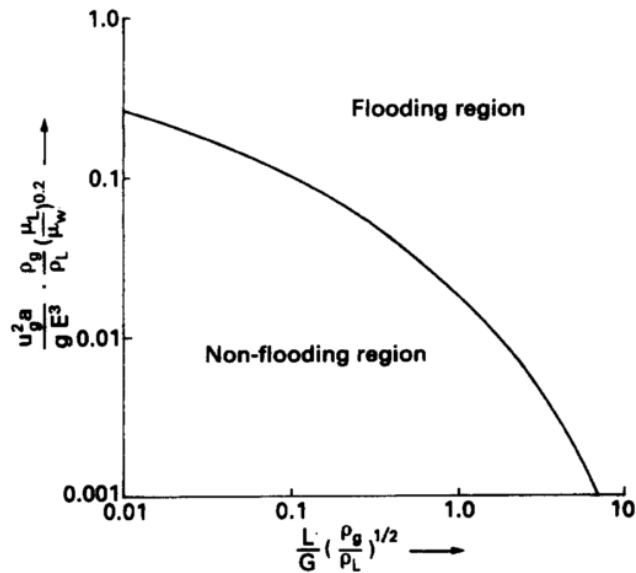 1.0
Flooding region
0.1
u_g^2 a / g E^3 · ρ_g / ρ_L (μ_L / μ_w)^0.2 ⟶
0.01
Non-flooding region
0.001
0.01 0.1 1.0 10
L / G (ρ_g / ρ_L)^1/2 ⟶